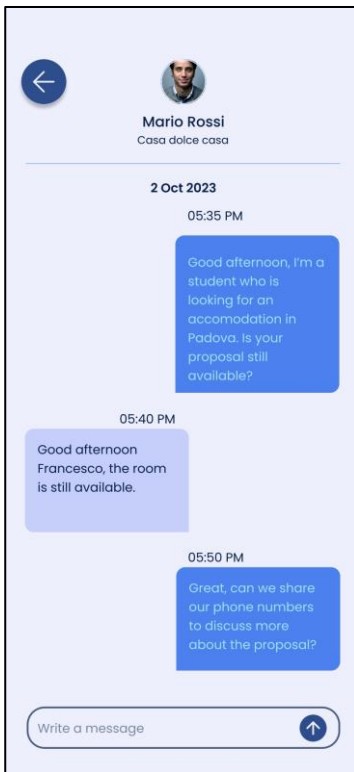 Mario Rossi
Casa dolce casa
2 Oct 2023
05:35 PM
Good afternoon, I'm a
student who is
looking for an
accomodation in
Padova. Is your
proposal still
available?
05:40 PM
Good afternoon
Francesco, the room
is still available.
05:50 PM
Great, can we share
our phone numbers
to discuss more
about the proposal?
Write a message